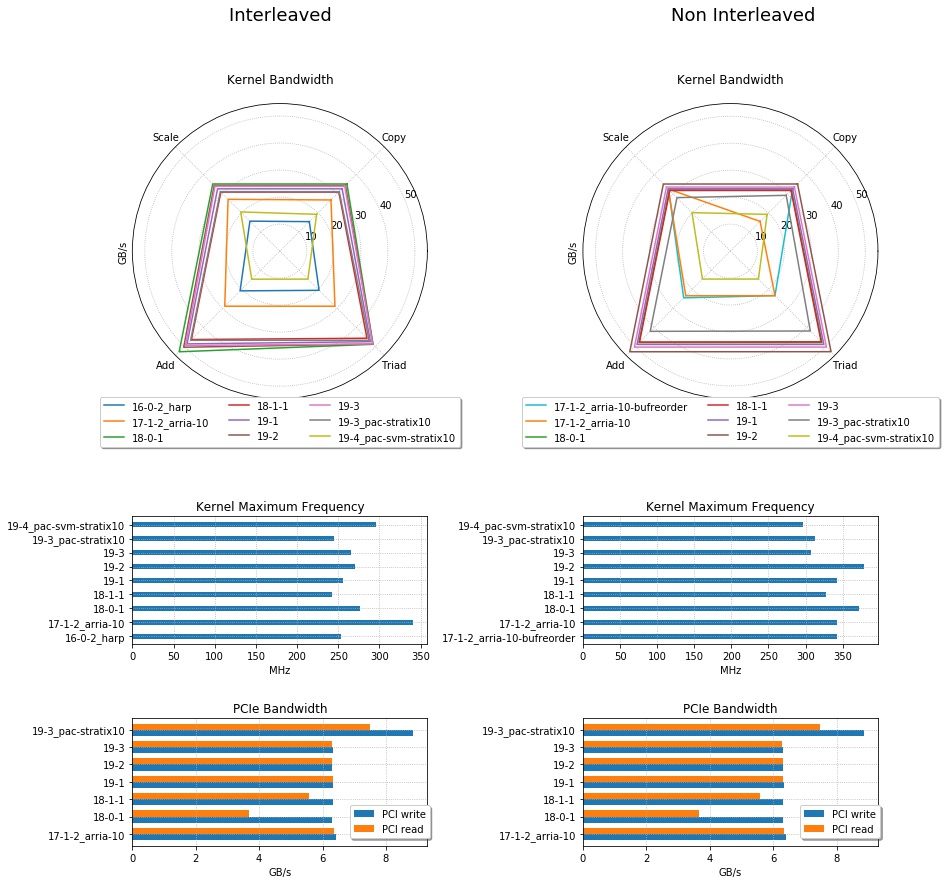 Interleaved
Non Interleaved
Kernel Bandwidth
Scale
Copy
50
40
30
20
10
GB/s
Add
Triad
16-0-2_harp
17-1-2_arria-10
18-0-1
18-1-1
19-1
19-2
19-3
19-3_pac-stratix10
19-4_pac-svm-stratix10
Kernel Bandwidth
Scale
Copy
50
40
30
20
10
GB/s
Add
Triad
17-1-2_arria-10-bufreorder
17-1-2_arria-10
18-0-1
18-1-1
19-1
19-2
19-3
19-3_pac-stratix10
19-4_pac-svm-stratix10
Kernel Maximum Frequency
19-4_pac-svm-stratix10
19-3_pac-stratix10
19-3
19-2
19-1
18-1-1
18-0-1
17-1-2_arria-10
16-0-2_harp
0 50 100 150 200 250 300 350
MHz
Kernel Maximum Frequency
19-4_pac-svm-stratix10
19-3_pac-stratix10
19-3
19-2
19-1
18-1-1
18-0-1
17-1-2_arria-10
17-1-2_arria-10-bufreorder
0 50 100 150 200 250 300 350
MHz
PCIe Bandwidth
19-3_pac-stratix10
19-3
19-2
19-1
18-1-1
18-0-1
17-1-2_arria-10
PCI write
PCI read
0 2 4 6 8
GB/s
PCIe Bandwidth
19-3_pac-stratix10
19-3
19-2
19-1
18-1-1
18-0-1
17-1-2_arria-10
PCI write
PCI read
0 2 4 6 8
GB/s